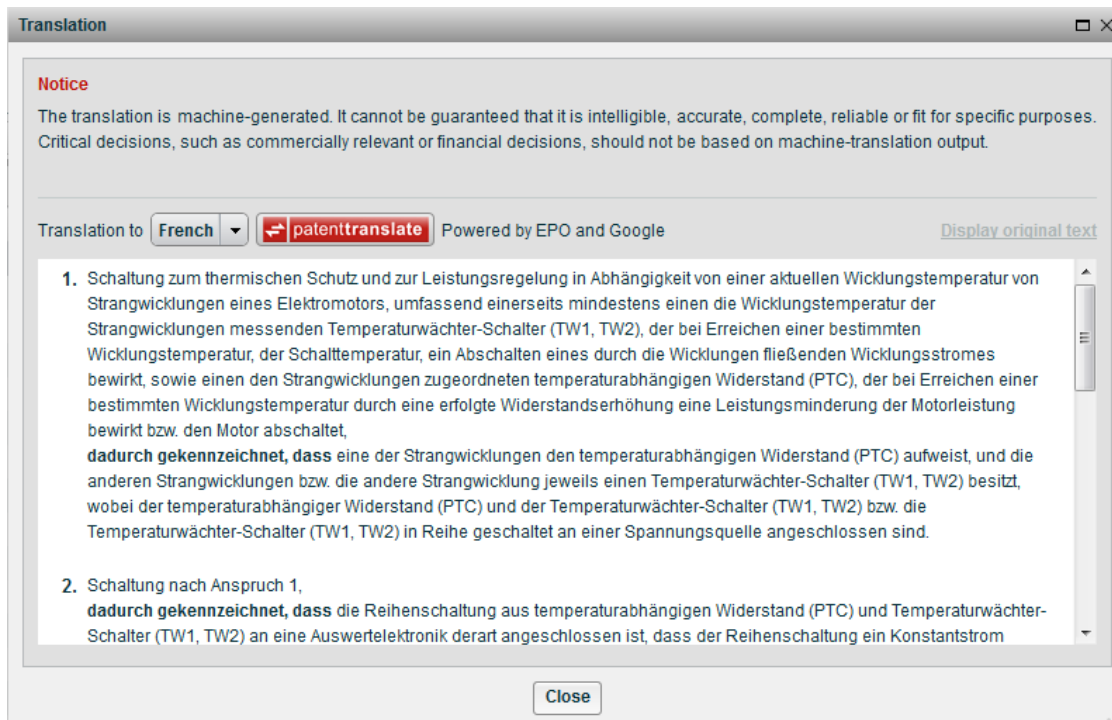 Translation
Notice
The translation is machine-generated. It cannot be guaranteed that it is intelligible, accurate, complete, reliable or fit for specific purposes.
Critical decisions, such as commercially relevant or financial decisions, should not be based on machine-translation output.
Translation to French patenttranslate Powered by EPO and Google Display original text
1. Schaltung zum thermischen Schutz und zur Leistungsregelung in Abhängigkeit von einer aktuellen Wicklungstemperatur von
Strangwicklungen eines Elektromotors, umfassend einerseits mindestens einen die Wicklungstemperatur der
Strangwicklungen messenden Temperaturwächter-Schalter (TW1, TW2), der bei Erreichen einer bestimmten
Wicklungstemperatur, der Schalttemperatur, ein Abschalten eines durch die Wicklungen fließenden Wicklungsstromes
bewirkt, sowie einen den Strangwicklungen zugeordneten temperaturabhängigen Widerstand (PTC), der bei Erreichen einer
bestimmten Wicklungstemperatur durch eine erfolgte Widerstandserhöhung eine Leistungsminderung der Motorleistung
bewirkt bzw. den Motor abschaltet,
dadurch gekennzeichnet, dass eine der Strangwicklungen den temperaturabhängigen Widerstand (PTC) aufweist, und die
anderen Strangwicklungen bzw. die andere Strangwicklung jeweils einen Temperaturwächter-Schalter (TW1, TW2) besitzt,
wobei der temperaturabhängiger Widerstand (PTC) und der Temperaturwächter-Schalter (TW1, TW2) bzw. die
Temperaturwächter-Schalter (TW1, TW2) in Reihe geschaltet an einer Spannungsquelle angeschlossen sind.
2. Schaltung nach Anspruch 1,
dadurch gekennzeichnet, dass die Reihenschaltung aus temperaturabhängigen Widerstand (PTC) und Temperaturwächter-
Schalter (TW1, TW2) an eine Auswertelektronik derart angeschlossen ist, dass der Reihenschaltung ein Konstantstrom
Close